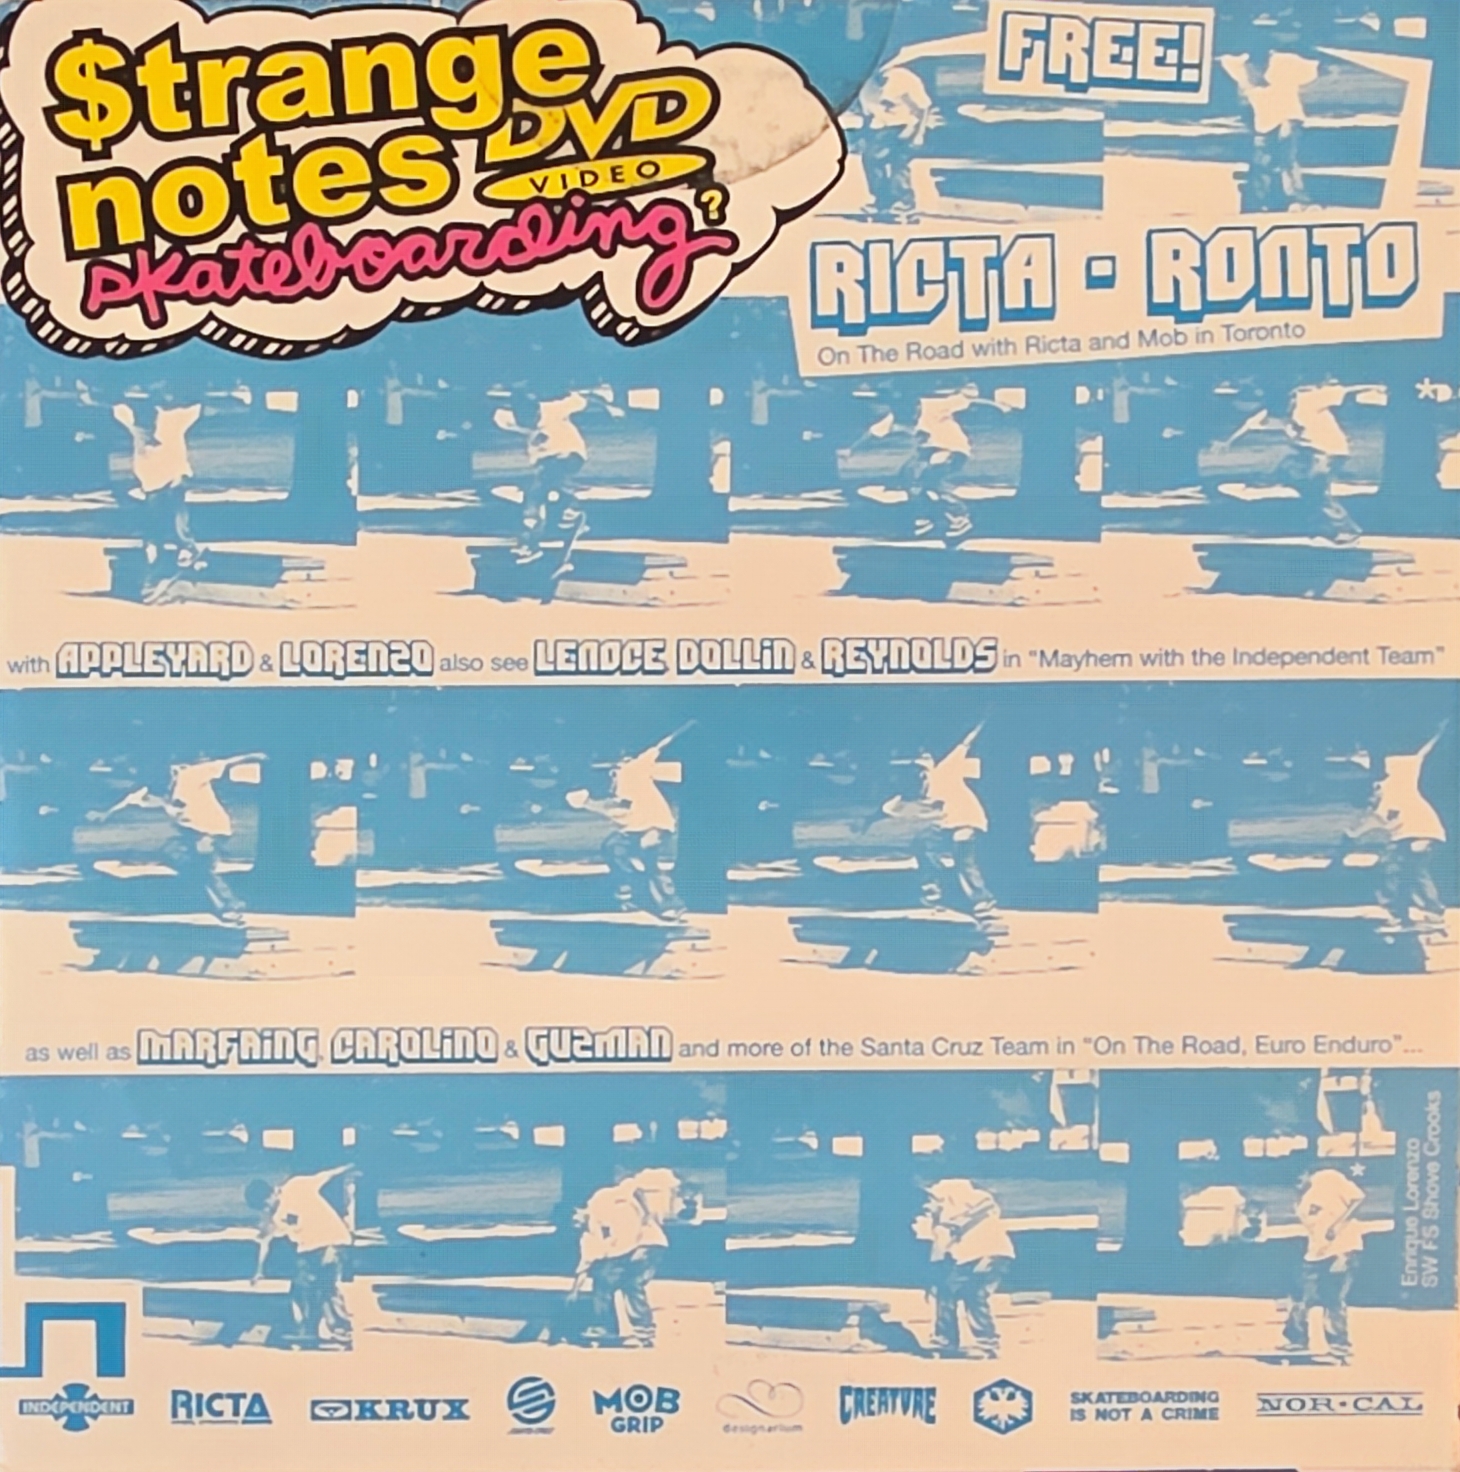 $trange
notes DVD
VIDEO
skateboarding?
FREE!
RICTA - RONTO
On The Road with Ricta and Mob in Toronto
with APPLEYARD & LORENZO also see LENOCE DOLLIN & REYNOLDS in "Mayhem with the Independent Team"
as well as MARFAING, CAROLINO & GUZMAN and more of the Santa Cruz Team in "On The Road, Euro Enduro"...
* Enrique Lorenzo
SW FS Shove Crooks
INDEPENDENT
RICTA
KRUX
MOB
GRIP
designarium
CREATURE
SKATEBOARDING
IS NOT A CRIME
NOR·CAL